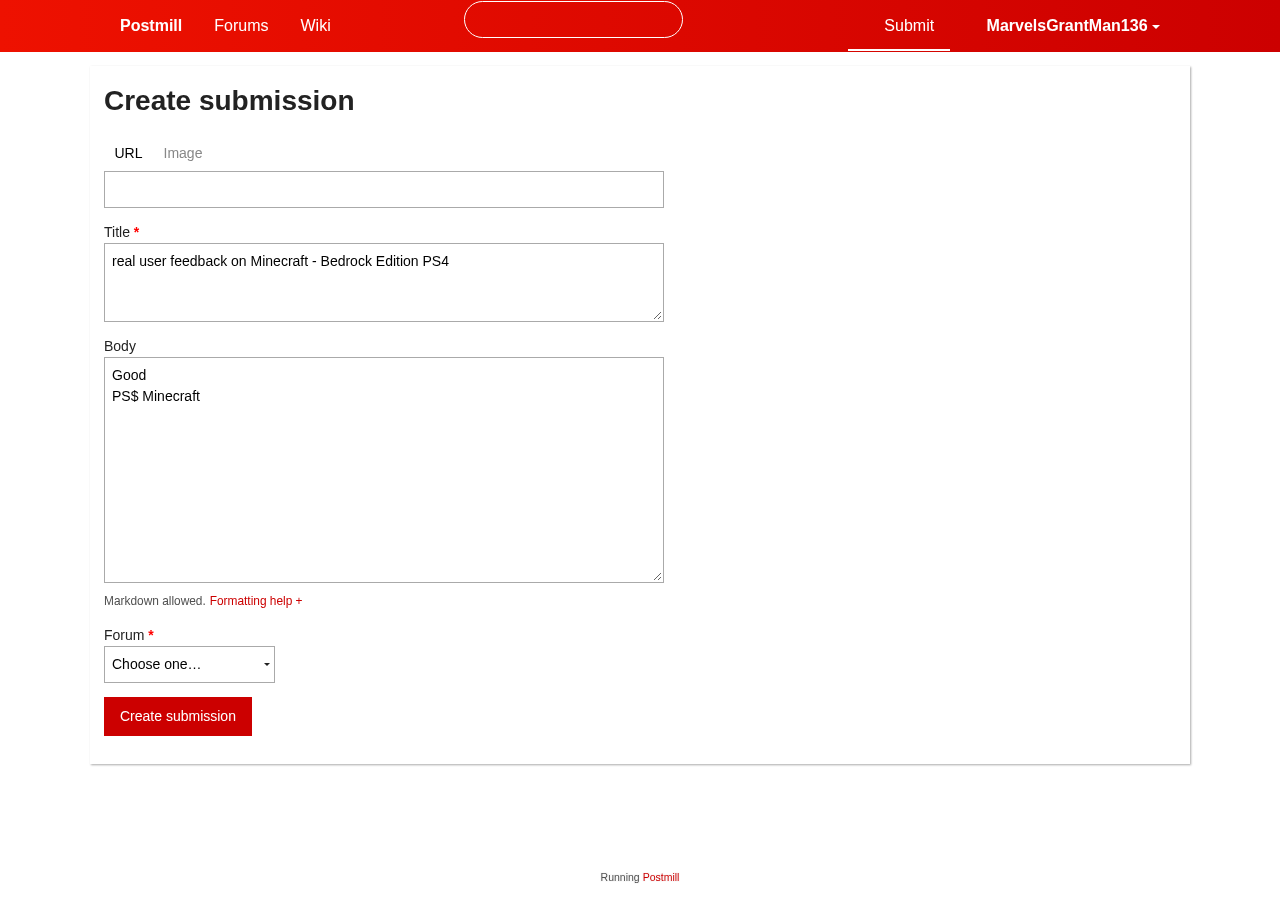 Postmill Forums Wiki Submit MarvelsGrantMan136
Create submission
URL Image
Title *
real user feedback on Minecraft - Bedrock Edition PS4
Body
Good
PS$ Minecraft
Markdown allowed. Formatting help +
Forum *
Choose one…
Create submission
Running Postmill